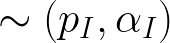 ∼ (p_I, α_I)